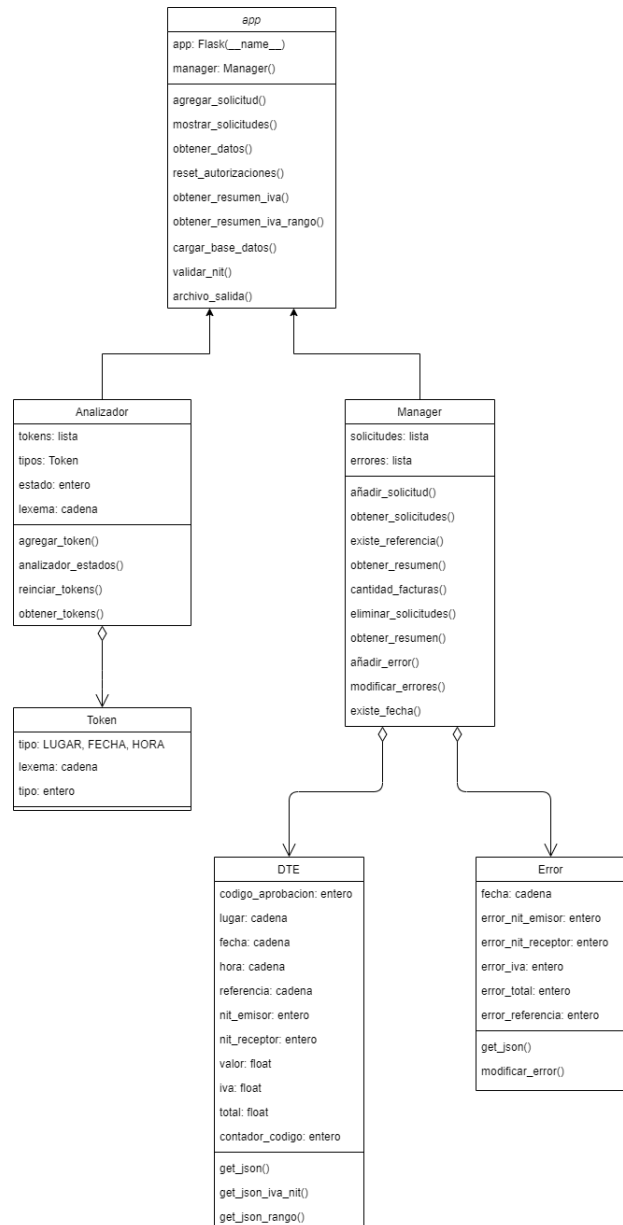 app
app: Flask(__name__)
manager: Manager()
agregar_solicitud()
mostrar_solicitudes()
obtener_datos()
reset_autorizaciones()
obtener_resumen_iva()
obtener_resumen_iva_rango()
cargar_base_datos()
validar_nit()
archivo_salida()
Analizador
tokens: lista
tipos: Token
estado: entero
lexema: cadena
agregar_token()
analizador_estados()
reinciar_tokens()
obtener_tokens()
Manager
solicitudes: lista
errores: lista
añadir_solicitud()
obtener_solicitudes()
existe_referencia()
obtener_resumen()
cantidad_facturas()
eliminar_solicitudes()
obtener_resumen()
añadir_error()
modificar_errores()
existe_fecha()
Token
tipo: LUGAR, FECHA, HORA
lexema: cadena
tipo: entero
DTE
codigo_aprobacion: entero
lugar: cadena
fecha: cadena
hora: cadena
referencia: cadena
nit_emisor: entero
nit_receptor: entero
valor: float
iva: float
total: float
contador_codigo: entero
get_json()
get_json_iva_nit()
get_json_rango()
Error
fecha: cadena
error_nit_emisor: entero
error_nit_receptor: entero
error_iva: entero
error_total: entero
error_referencia: entero
get_json()
modificar_error()